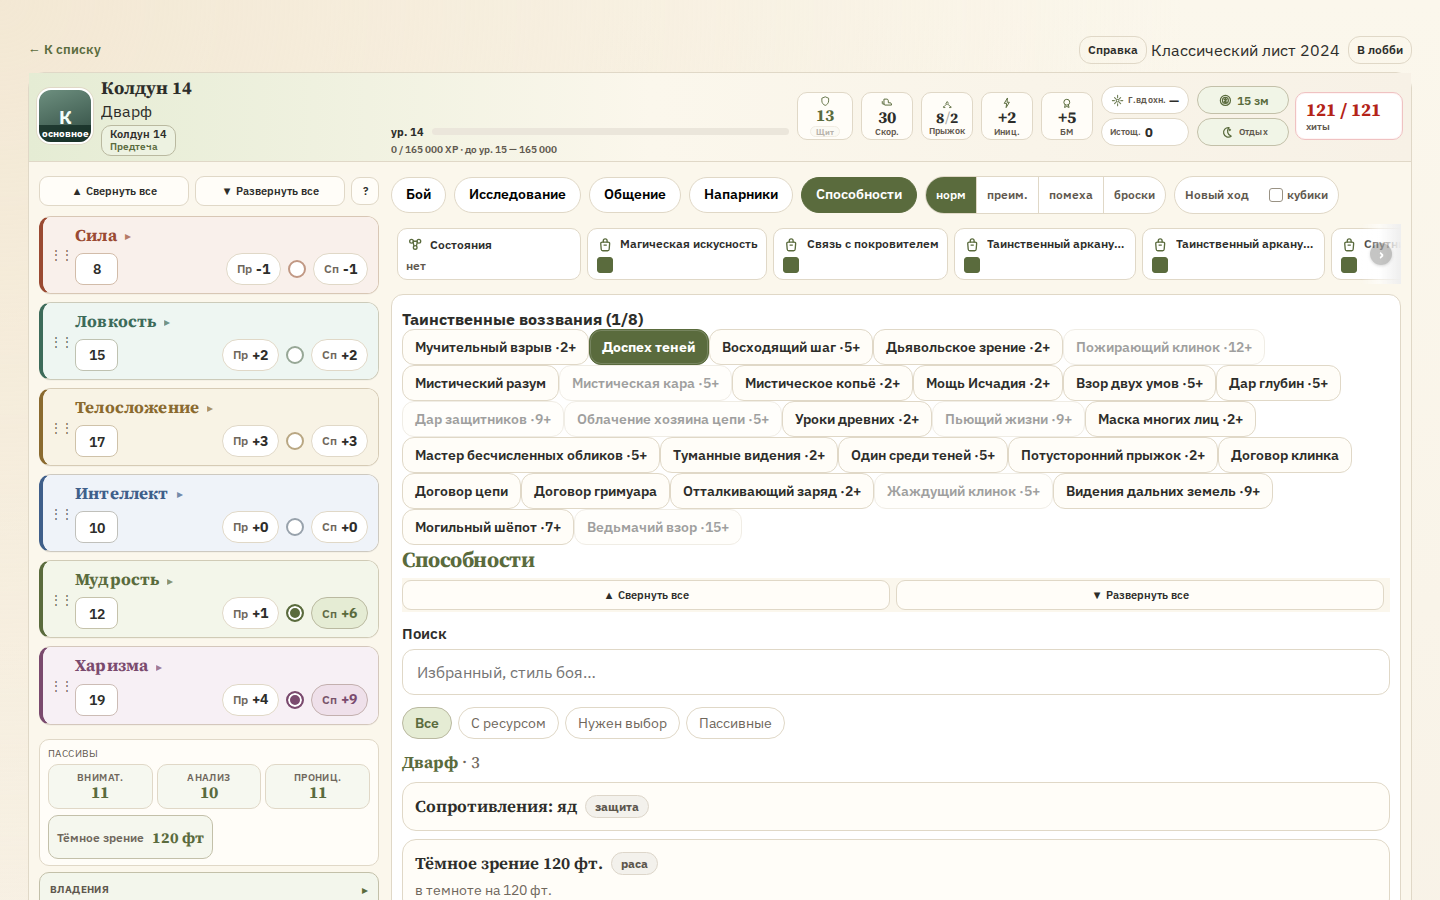 ← К списку
Справка Классический лист 2024 В лобби
К
основное
Колдун 14
Дварф
Колдун 14
Предтеча
ур. 14
0 / 165 000 XP · до ур. 15 — 165 000
13
Щит
30
Скор.
8/2
Прыжок
+2
Иниц.
+5
БМ
Г.вдохн. —
Истощ. 0
15 зм
Отдых
121 / 121
хиты
▲ Свернуть все ▼ Развернуть все ?
Сила ▸
8 Пр -1 Сп -1
Ловкость ▸
15 Пр +2 Сп +2
Телосложение ▸
17 Пр +3 Сп +3
Интеллект ▸
10 Пр +0 Сп +0
Мудрость ▸
12 Пр +1 Сп +6
Харизма ▸
19 Пр +4 Сп +9
ПАССИВЫ
ВНИМАТ. АНАЛИЗ ПРОНИЦ.
11 10 11
Тёмное зрение 120 фт
ВЛАДЕНИЯ ▸
Бой Исследование Общение Напарники Способности норм преим. помеха броски Новый ход кубики
Состояния
нет
Магическая искусность
Связь с покровителем
Таинственный аркану...
Таинственный аркану...
›
Таинственные воззвания (1/8)
Мучительный взрыв ·2+ Доспех теней Восходящий шаг ·5+ Дьявольское зрение ·2+ Пожирающий клинок ·12+
Мистический разум Мистическая кара ·5+ Мистическое копьё ·2+ Мощь Исчадия ·2+ Взор двух умов ·5+ Дар глубин ·5+
Дар защитников ·9+ Облачение хозяина цепи ·5+ Уроки древних ·2+ Пьющий жизни ·9+ Маска многих лиц ·2+
Мастер бесчисленных обликов ·5+ Туманные видения ·2+ Один среди теней ·5+ Потусторонний прыжок ·2+ Договор клинка
Договор цепи Договор гримуара Отталкивающий заряд ·2+ Жаждущий клинок ·5+ Видения дальних земель ·9+
Могильный шёпот ·7+ Ведьмачий взор ·15+
Способности
▲ Свернуть все ▼ Развернуть все
Поиск
Избранный, стиль боя...
Все С ресурсом Нужен выбор Пассивные
Дварф · 3
Сопротивления: яд защита
Тёмное зрение 120 фт. раса
в темноте на 120 фт.